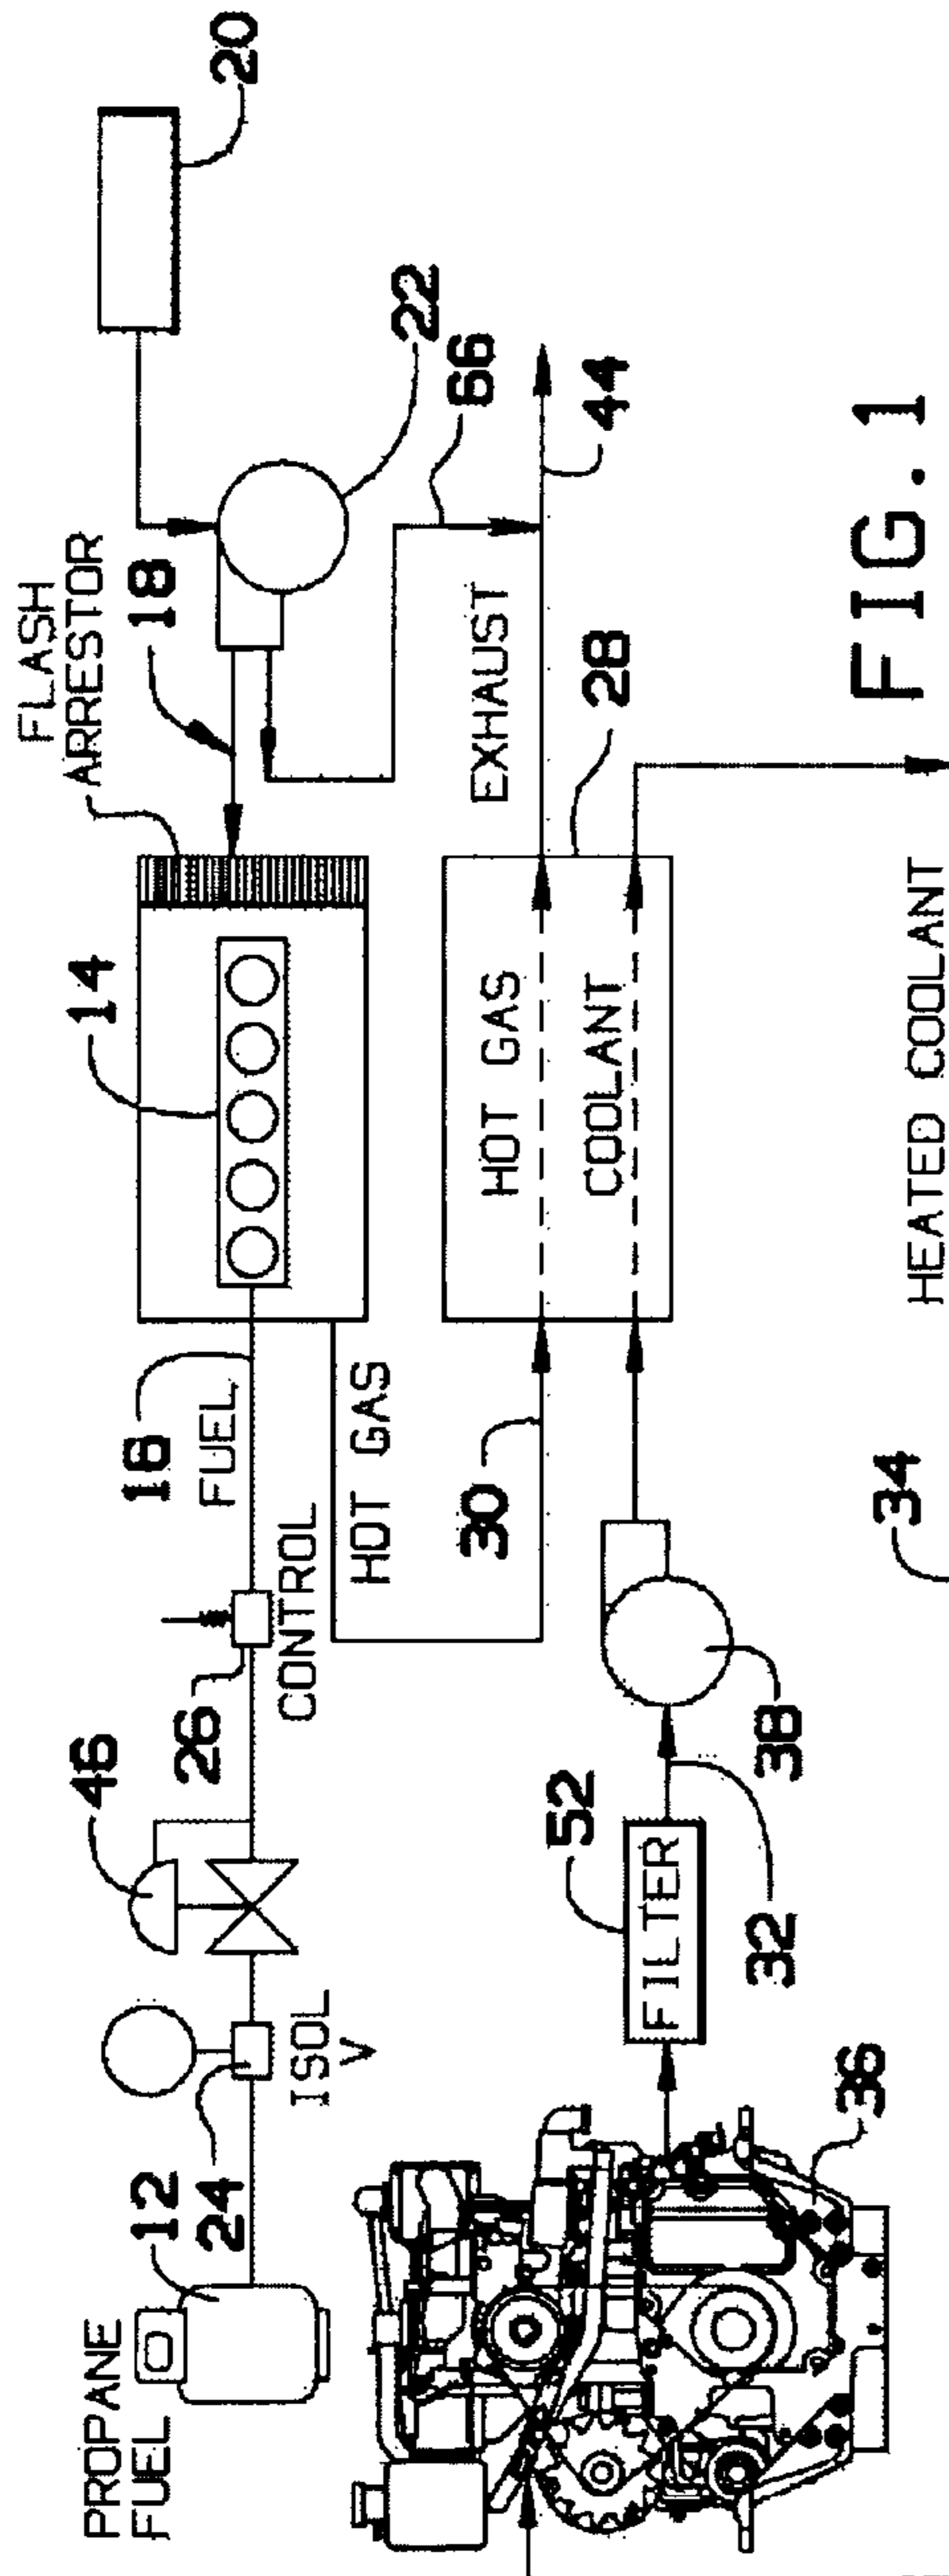 PROPANE
FUEL
12
24
ISOL
V
46
26
CONTROL
18
FUEL
HOT GAS
14
FLASH
ARRESTOR
18
20
22
66
30
HOT GAS
COOLANT
EXHAUST
28
44
52
FILTER
32
38
36
34
HEATED COOLANT
FIG. 1